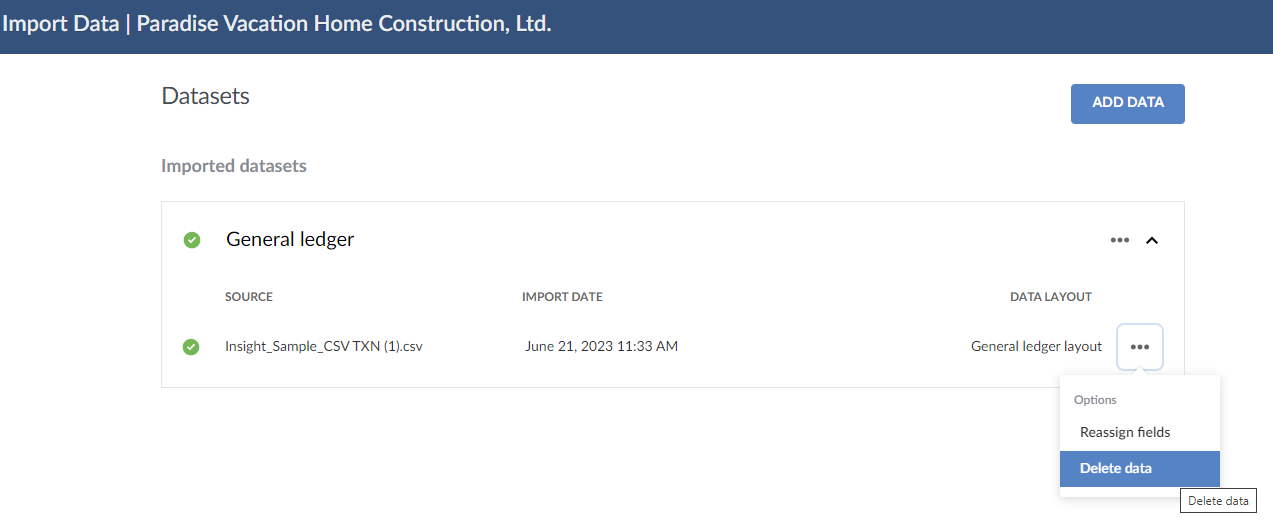 Import Data | Paradise Vacation Home Construction, Ltd.
Datasets
ADD DATA
Imported datasets
General ledger
SOURCE IMPORT DATE DATA LAYOUT
Insight_Sample_CSV TXN (1).csv June 21, 2023 11:33 AM General ledger layout
Options
Reassign fields
Delete data
Delete data